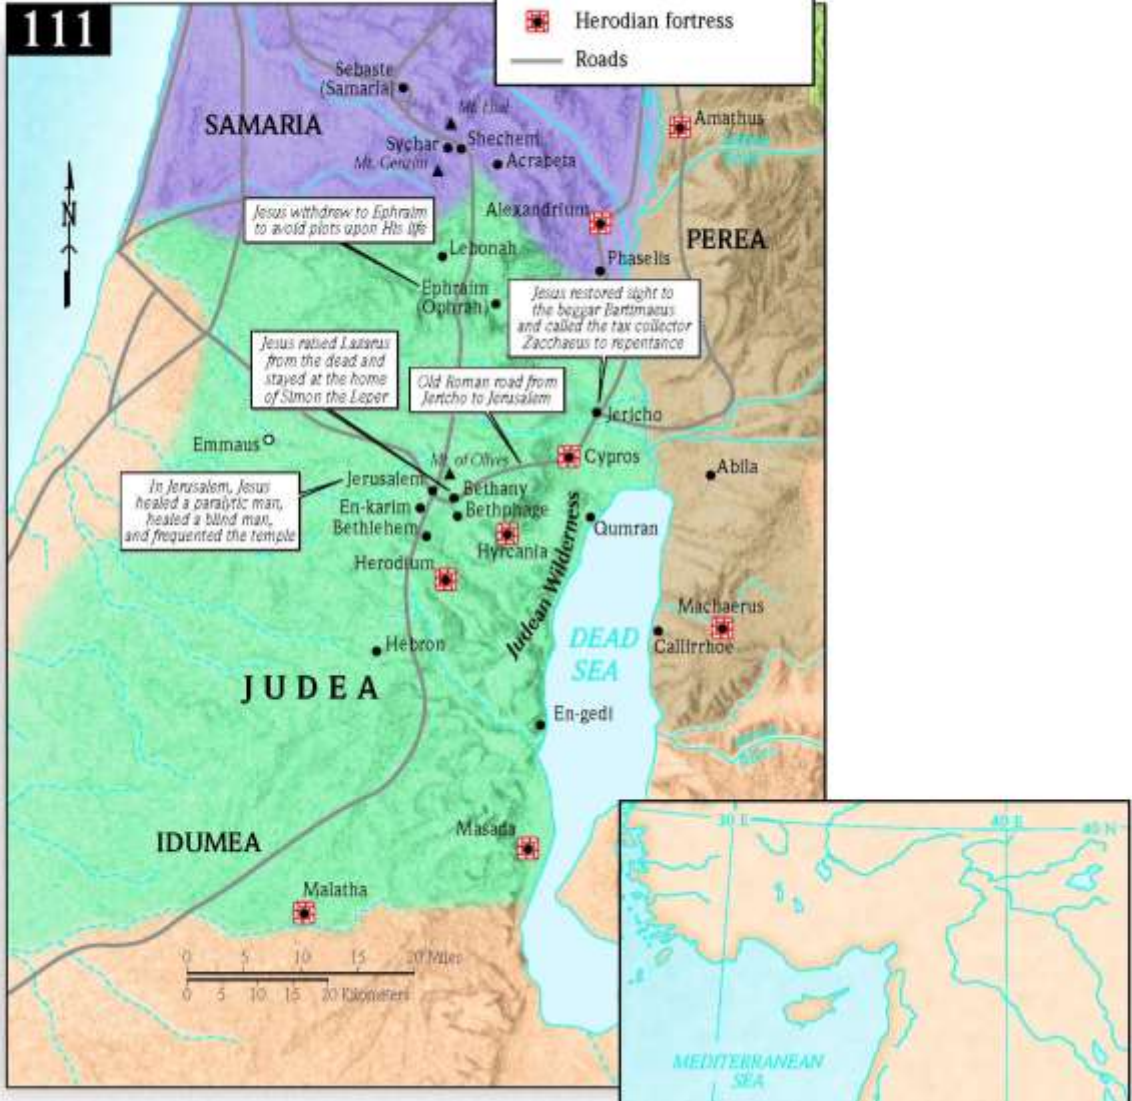 111
Herodian fortress
Roads
Sebaste
(Samaria)
Mt. Ebal
SAMARIA
Sychar
Shechem
Mt. Gerizim
Acrabeta
Amathus
Jesus withdrew to Ephraim
to avoid plots upon His life
Alexandrium
PEREA
N
Lebonah
Phaselis
Ephraim
(Ophrah)
Jesus restored sight to
the beggar Bartimaeus
and called the tax collector
Zacchaeus to repentance
Jesus raised Lazarus
from the dead and
stayed at the home
of Simon the Leper
Old Roman road from
Jericho to Jerusalem
Jericho
Emmaus
Mt. of Olives
Cypros
Abila
Jerusalem
In Jerusalem, Jesus
healed a paralytic man,
healed a blind man,
and frequented the temple
Bethany
En-karim
Bethphage
Bethlehem
Qumran
Hyrcania
Herodium
Judean Wilderness
Machaerus
DEAD
SEA
Callirrhoe
Hebron
JUDEA
En-gedi
IDUMEA
Masada
Malatha
0 5 10 15 20 Miles
0 5 10 15 20 Kilometers
30 E
40 E
40 N
MEDITERRANEAN
SEA